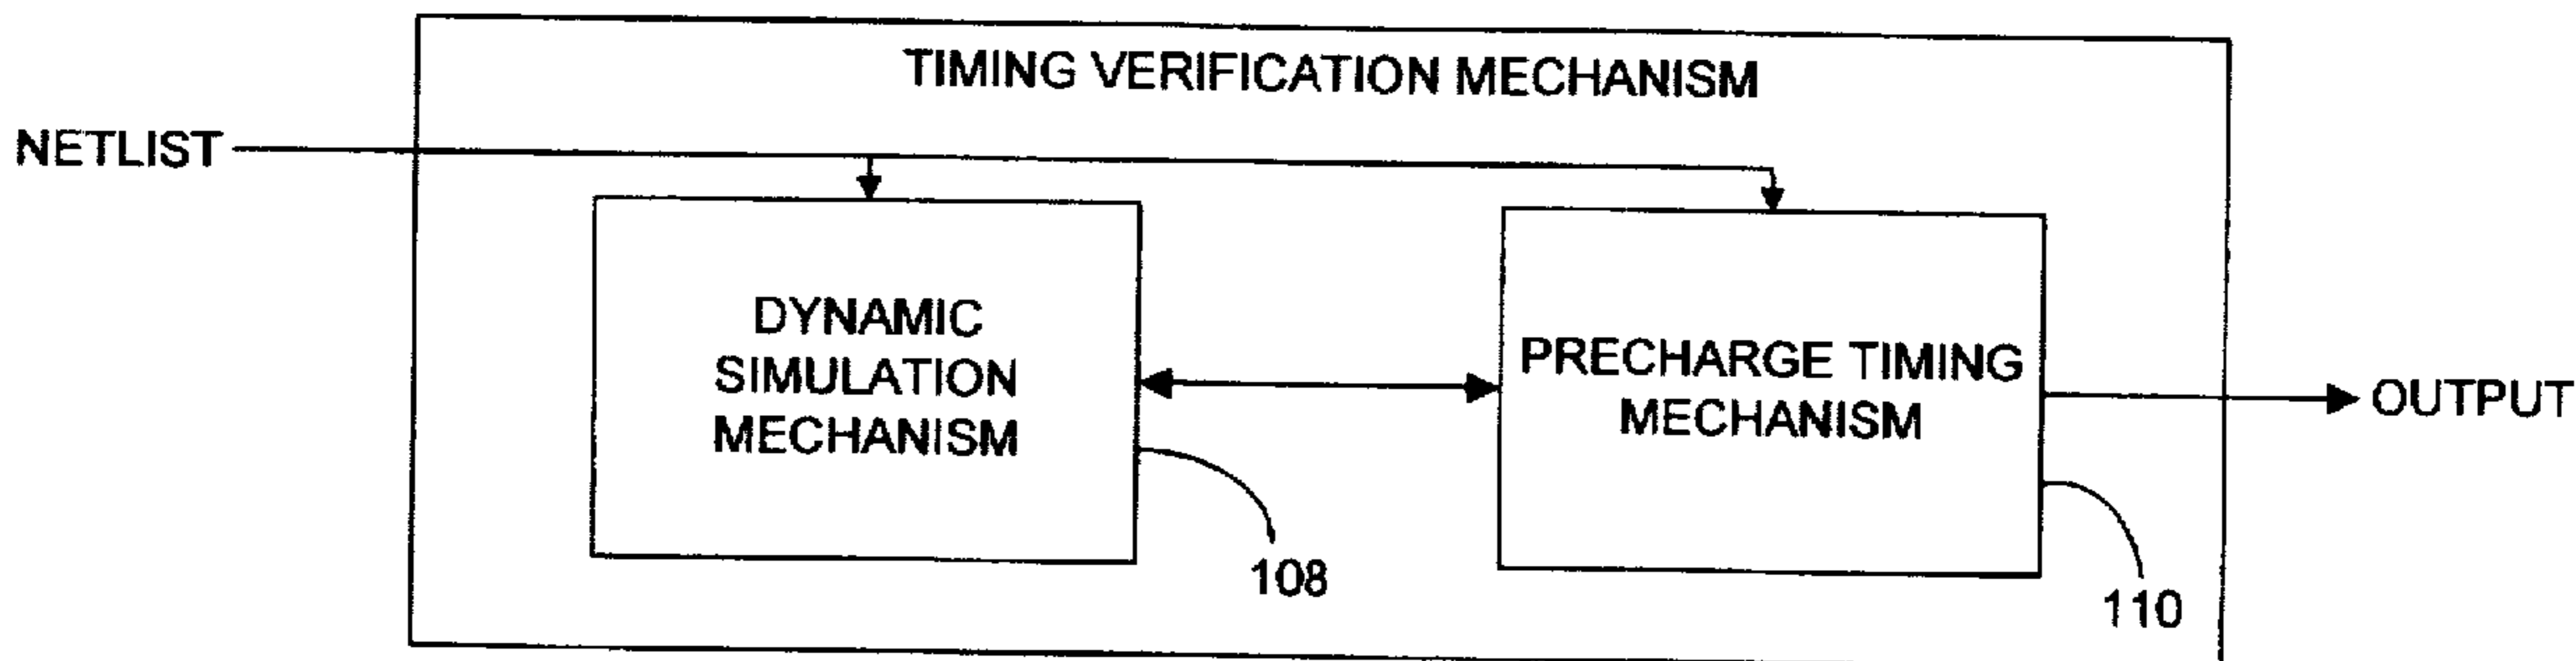 TIMING VERIFICATION MECHANISM
NETLIST
DYNAMIC
SIMULATION
MECHANISM
PRECHARGE TIMING
MECHANISM
OUTPUT
108
110